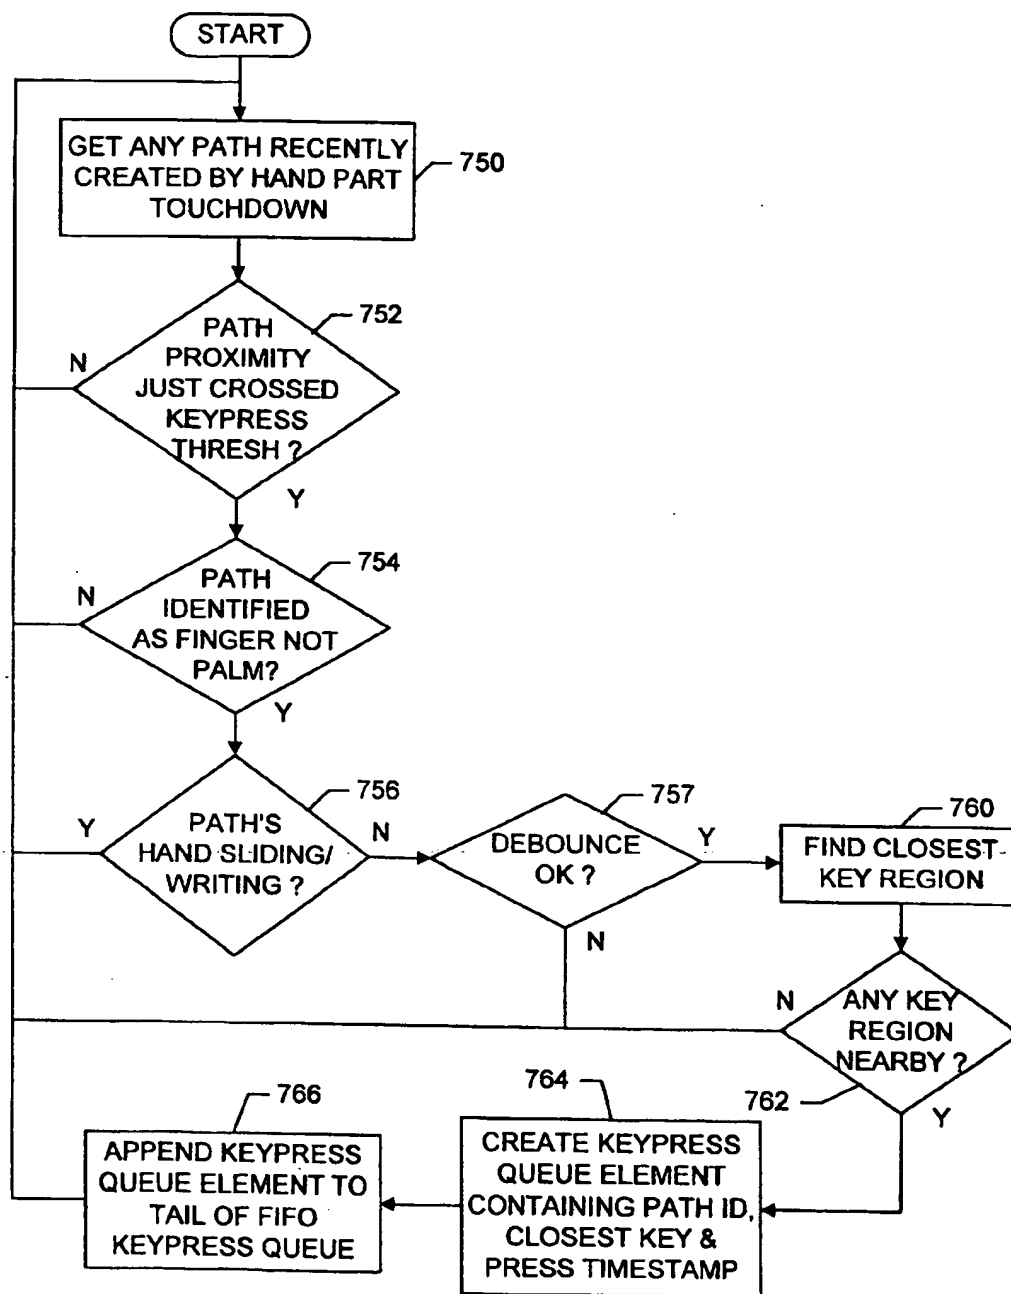 START
GET ANY PATH RECENTLY
CREATED BY HAND PART
TOUCHDOWN
750
752
PATH
PROXIMITY
JUST CROSSED
KEYPRESS
THRESH ?
N
Y
754
PATH
IDENTIFIED
AS FINGER NOT
PALM?
N
Y
756
PATH'S
HAND SLIDING/
WRITING ?
Y
N
757
DEBOUNCE
OK ?
Y
N
760
FIND CLOSEST
KEY REGION
ANY KEY
REGION
NEARBY ?
N
762
Y
764
CREATE KEYPRESS
QUEUE ELEMENT
CONTAINING PATH ID,
CLOSEST KEY &
PRESS TIMESTAMP
766
APPEND KEYPRESS
QUEUE ELEMENT TO
TAIL OF FIFO
KEYPRESS QUEUE